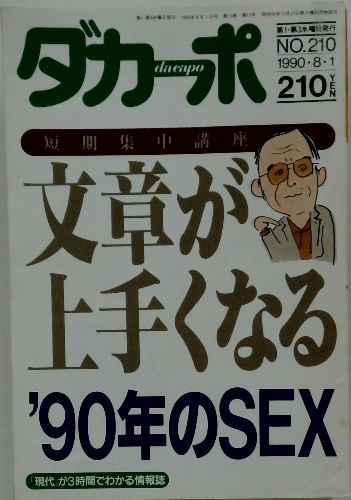 ダカーポ
dacapo
第1・第3水曜日発行
NO.210
1990・8・1
210YEN
短期集中講座
文章が
上手くなる
'90年のSEX
「現代」が3時間でわかる情報誌